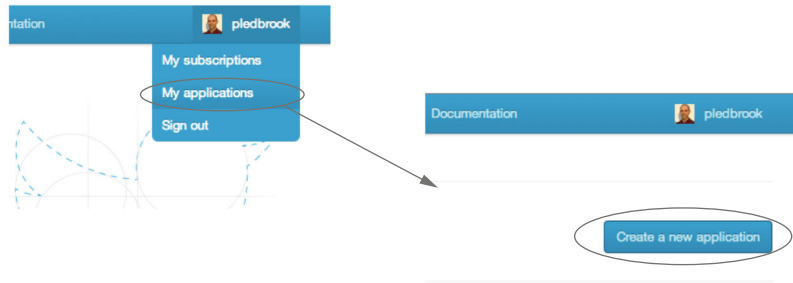 ntation
pledbrook
My subscriptions
My applications
Sign out
Documentation
pledbrook
Create a new application